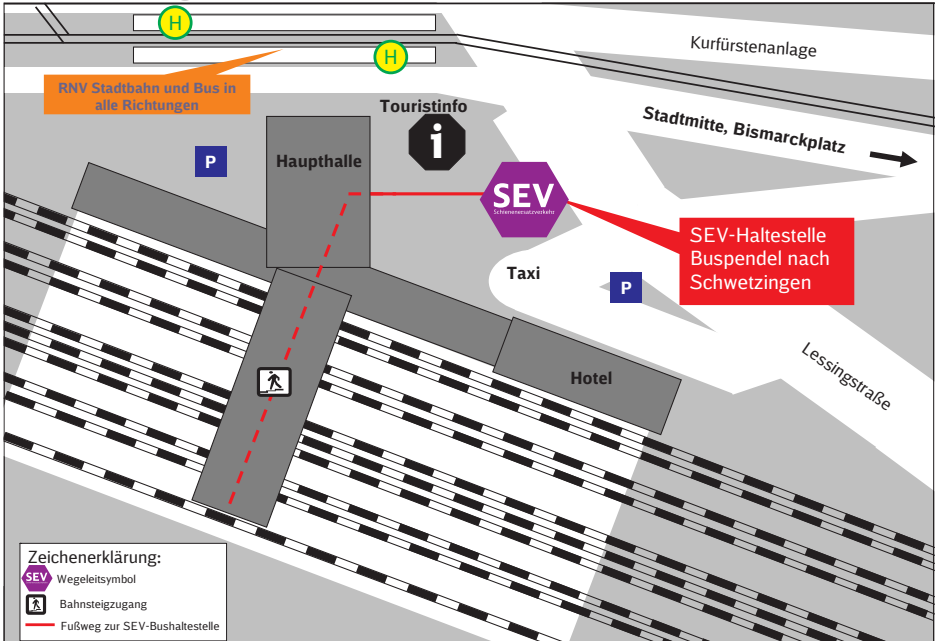 H
H
Kurfürstenanlage
RNV Stadtbahn und Bus in
alle Richtungen
Touristinfo
i
Stadtmitte, Bismarckplatz
P
Haupthalle
SEV
Schienenersatzverkehr
SEV-Haltestelle
Buspendel nach
Schwetzingen
Taxi
P
Lessingstraße
Hotel
Zeichenerklärung:
SEV
Wegeleitsymbol
Bahnsteigzugang
Fußweg zur SEV-Bushaltestelle